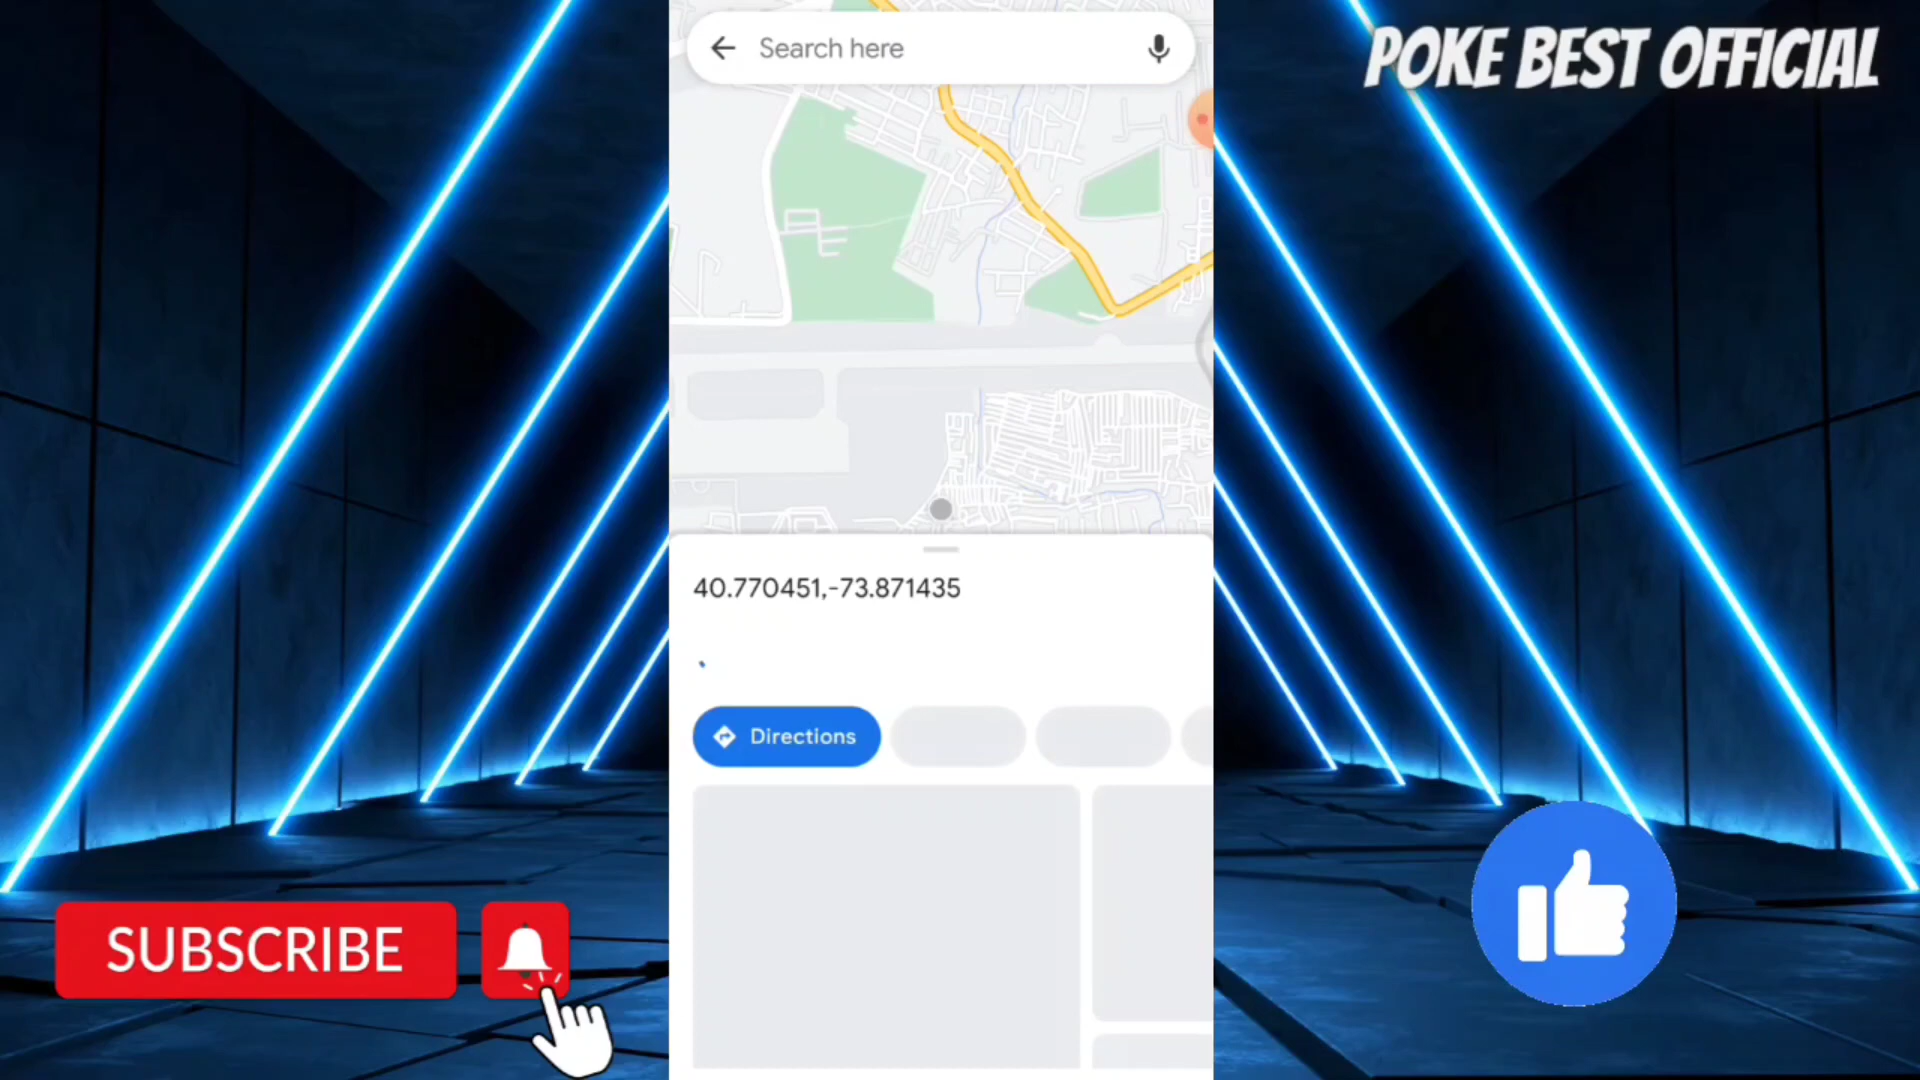 Search here
POKE BEST OFFICIAL
40.770451,-73.871435
Directions
SUBSCRIBE